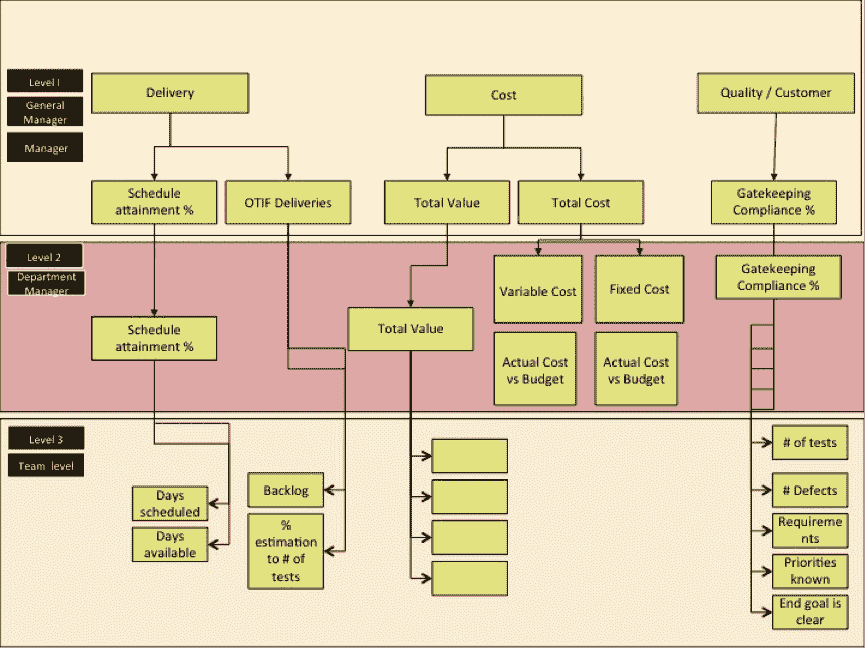 Level I
General
Manager
Manager
Delivery
Cost
Quality / Customer
Schedule
attainment %
OTIF Deliveries
Total Value
Total Cost
Gatekeeping
Compliance %
Level 2
Department
Manager
Variable Cost
Fixed Cost
Gatekeeping
Compliance %
Schedule
attainment %
Total Value
Actual Cost
vs Budget
Actual Cost
vs Budget
Level 3
Team level
Days
scheduled
Days
available
Backlog
%
estimation
to # of
tests
# of tests
# Defects
Requireme
nts
Priorities
known
End goal is
clear